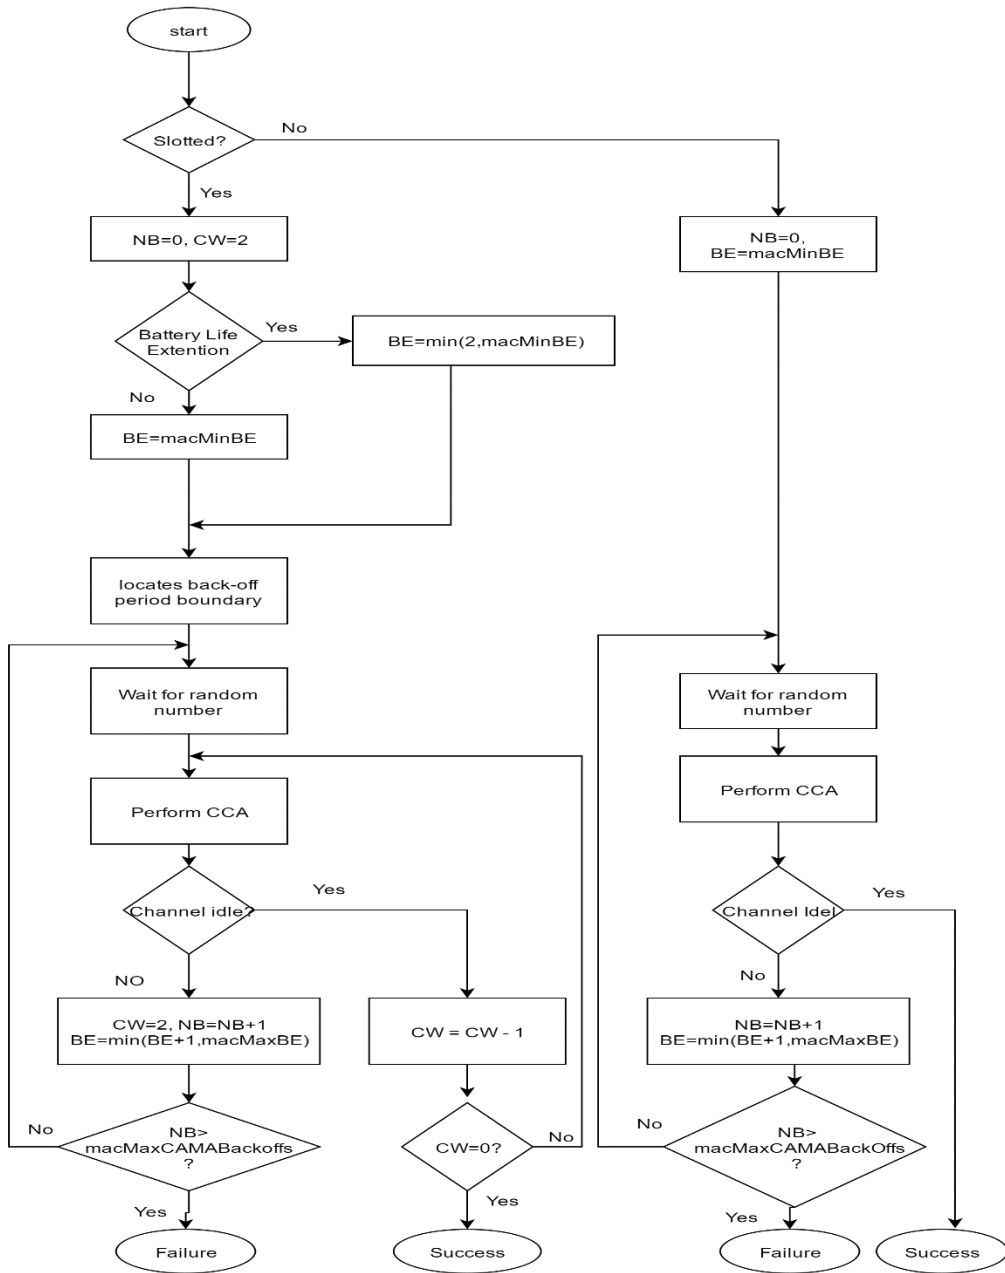 start
Slotted?
No
Yes
NB=0, CW=2
NB=0,
BE=macMinBE
Battery Life
Extention
Yes
BE=min(2,macMinBE)
No
BE=macMinBE
locates back-off
period boundary
Wait for random
number
Wait for random
number
Perform CCA
Perform CCA
Channel idle?
Yes
Channel Idel
Yes
NO
No
CW=2, NB=NB+1
BE=min(BE+1,macMaxBE)
CW = CW - 1
NB=NB+1
BE=min(BE+1,macMaxBE)
No
NB>
macMaxCAMABackoffs
?
CW=0?
No
No
NB>
macMaxCAMABackOffs
?
Yes
Yes
Yes
Failure
Success
Failure
Success